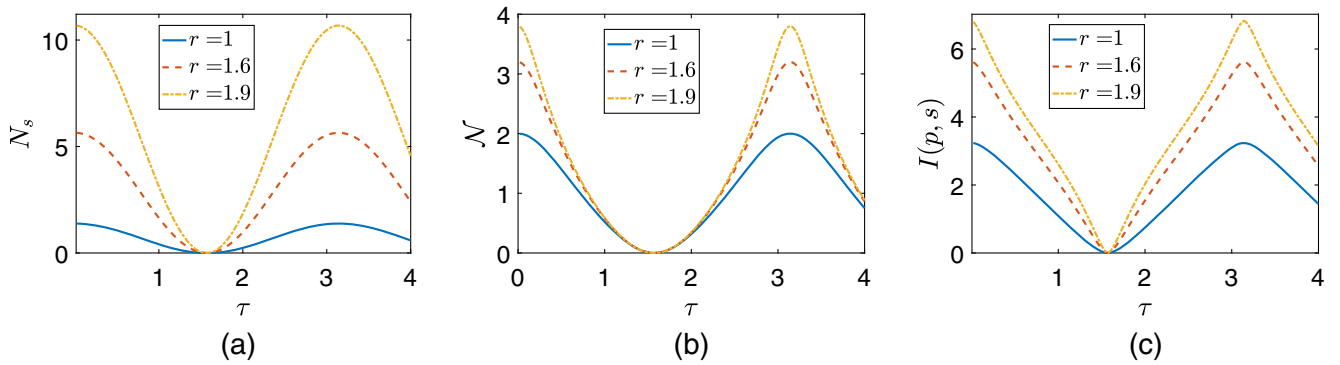 10
5
0
N_s
r =1
r =1.6
r =1.9
1 2 3 4
τ
(a)
4
3
2
1
0
𝒩
r =1
r =1.6
r =1.9
0 1 2 3 4
τ
(b)
6
4
2
0
I(p, s)
r =1
r =1.6
r =1.9
1 2 3 4
τ
(c)